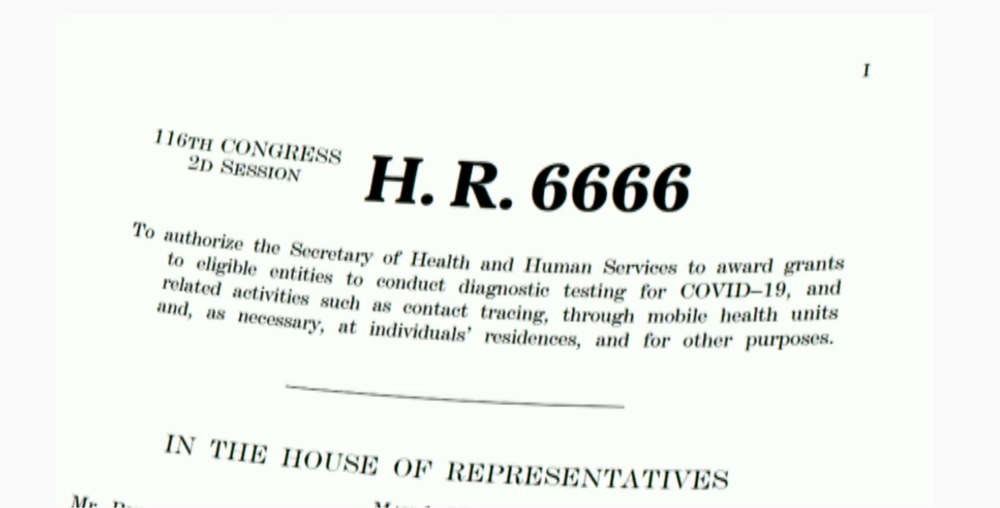 I
116TH CONGRESS
2D SESSION
H. R. 6666
To authorize the Secretary of Health and Human Services to award grants
to eligible entities to conduct diagnostic testing for COVID–19, and
related activities such as contact tracing, through mobile health units
and, as necessary, at individuals’ residences, and for other purposes.
IN THE HOUSE OF REPRESENTATIVES
Mr.